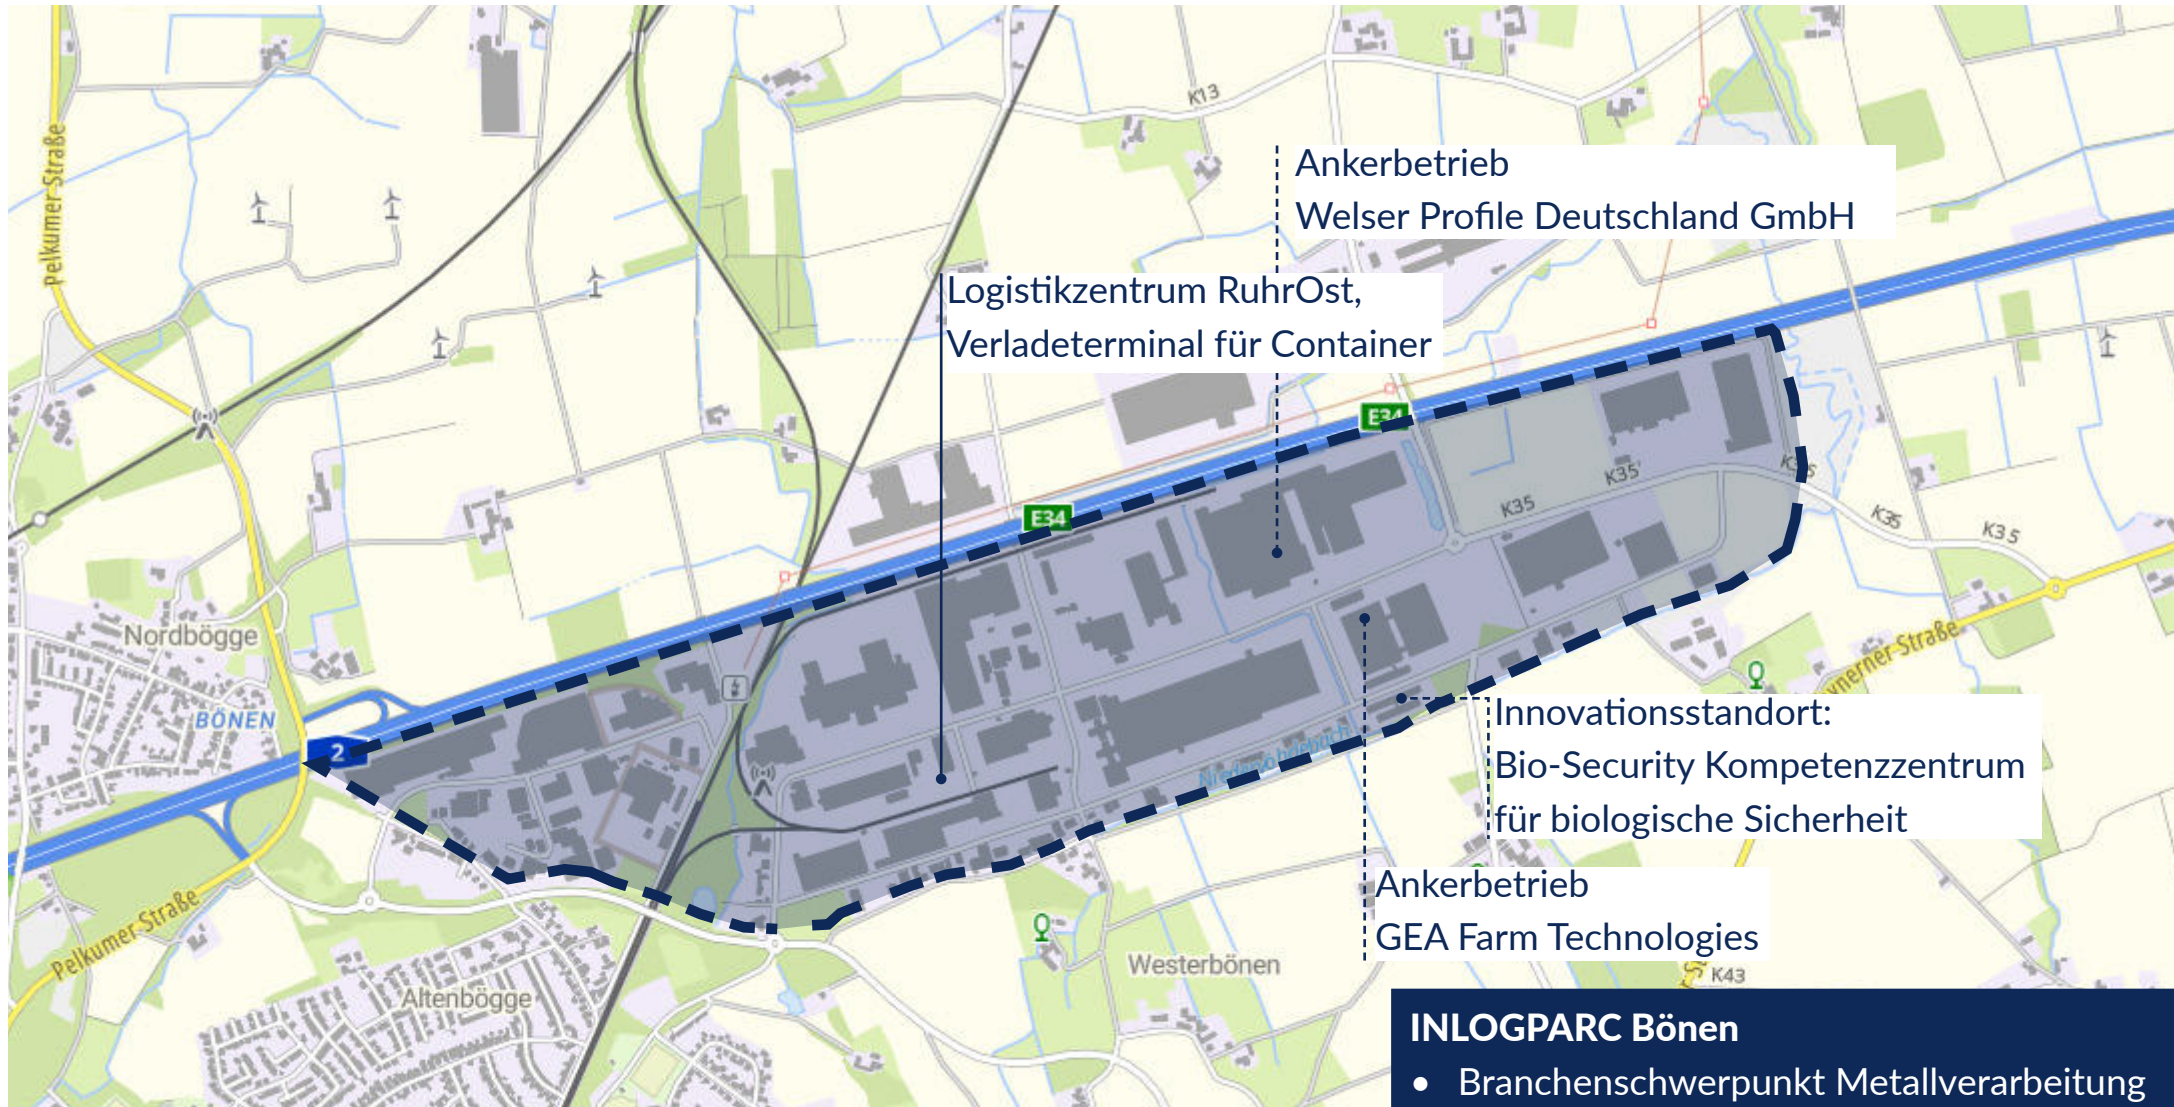 K13
Pelkumer Straße
Ankerbetrieb
Welser Profile Deutschland GmbH
Logistikzentrum RuhrOst,
Verladeterminal für Container
E34
E34
K35
K35
K35
K35
K35
Nordbögge
BÖNEN
2
Innovationsstandort:
Bio-Security Kompetenzzentrum
für biologische Sicherheit
Ankerbetrieb
GEA Farm Technologies
Pelkumer Straße
Altenbögge
Westerbönen
K43
INLOGPARC Bönen
• Branchenschwerpunkt Metallverarbeitung